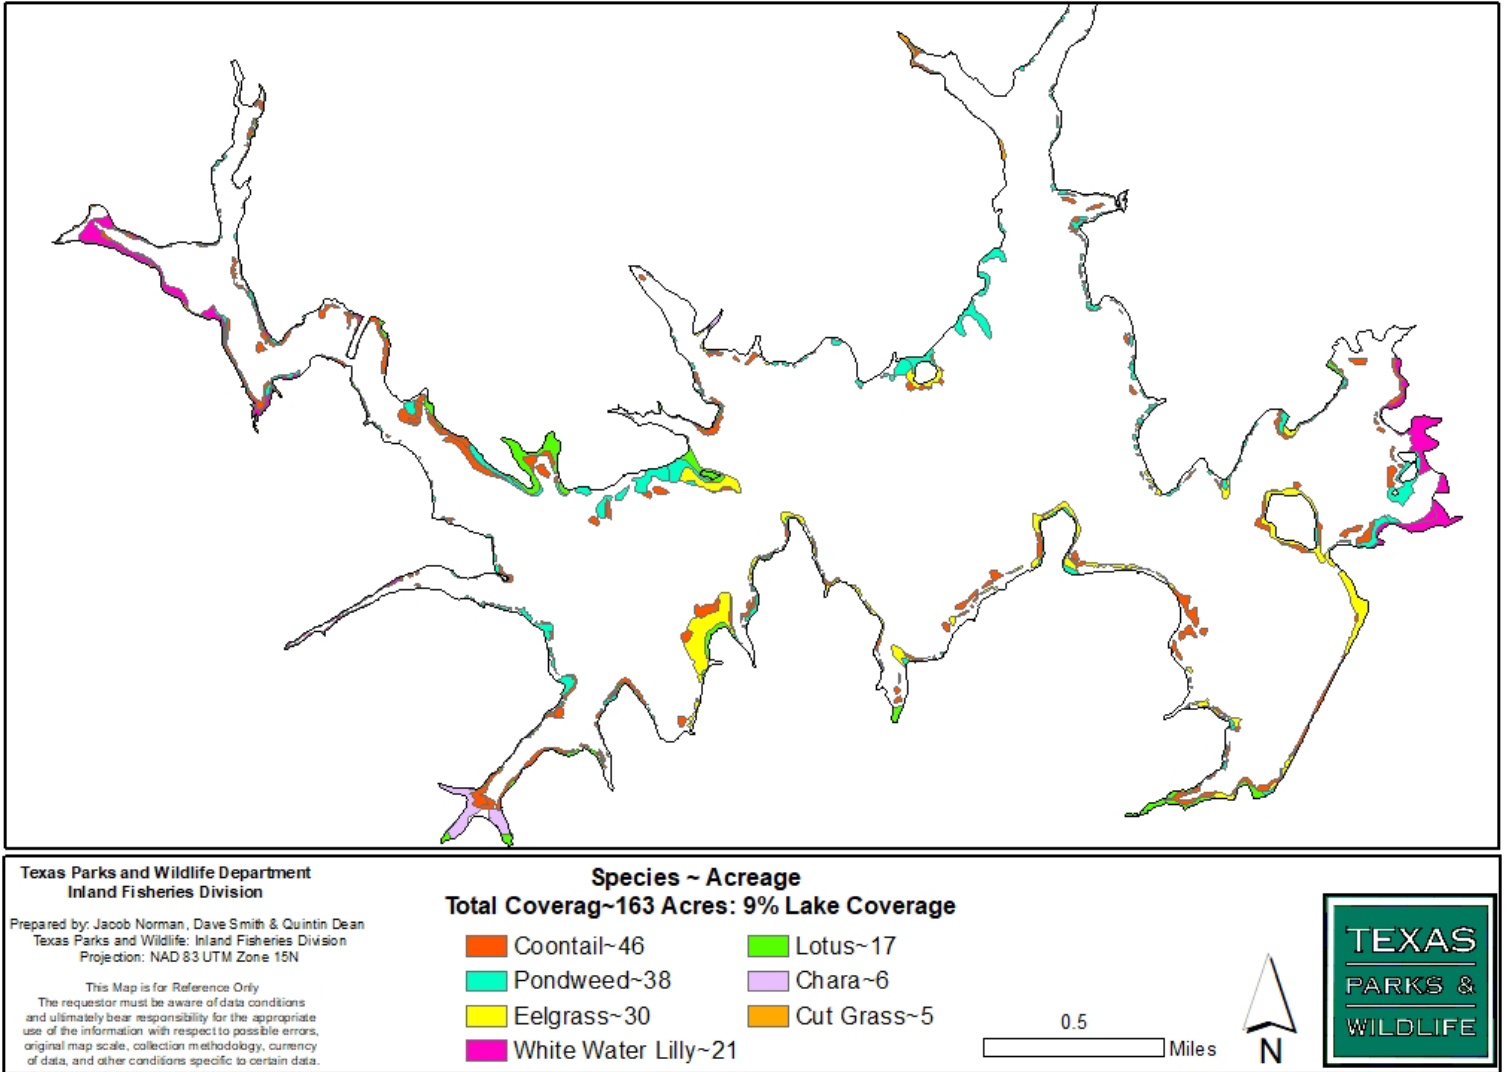 Texas Parks and Wildlife Department
Inland Fisheries Division
Prepared by: Jacob Norman, Dave Smith & Quintin Dean
Texas Parks and Wildlife: Inland Fisheries Division
Projection: NAD 83 UTM Zone 15N
This Map is for Reference Only
The requestor must be aware of data conditions
and ultimately bear responsibility for the appropriate
use of the information with respect to possible errors,
original map scale, collection methodology, currency
of data, and other conditions specific to certain data.
Species ~ Acreage
Total Coverag~163 Acres: 9% Lake Coverage
Coontail~46
Pondweed~38
Eelgrass~30
White Water Lilly~21
Lotus~17
Chara~6
Cut Grass~5
0.5
Miles
N
TEXAS
PARKS &
WILDLIFE